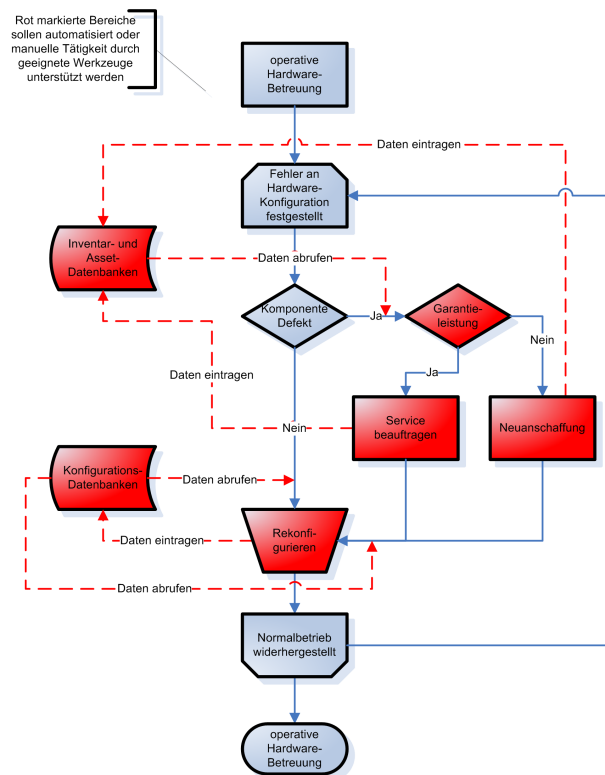 Rot markierte Bereiche
sollen automatisiert oder
manuelle Tätigkeit durch
geeignete Werkzeuge
unterstützt werden
operative
Hardware-
Betreuung
Daten eintragen
Fehler an
Hardware-
Konfiguration
festgestellt
Inventar- und
Asset-
Datenbanken
Daten abrufen
Komponente
Defekt
Ja
Garantie-
leistung
Nein
Ja
Daten eintragen
Service
beauftragen
Neuanschaffung
Nein
Konfigurations-
Datenbanken
Daten abrufen
Daten eintragen
Rekonfi-
gurieren
Daten abrufen
Normalbetrieb
widerhergestellt
operative
Hardware-
Betreuung